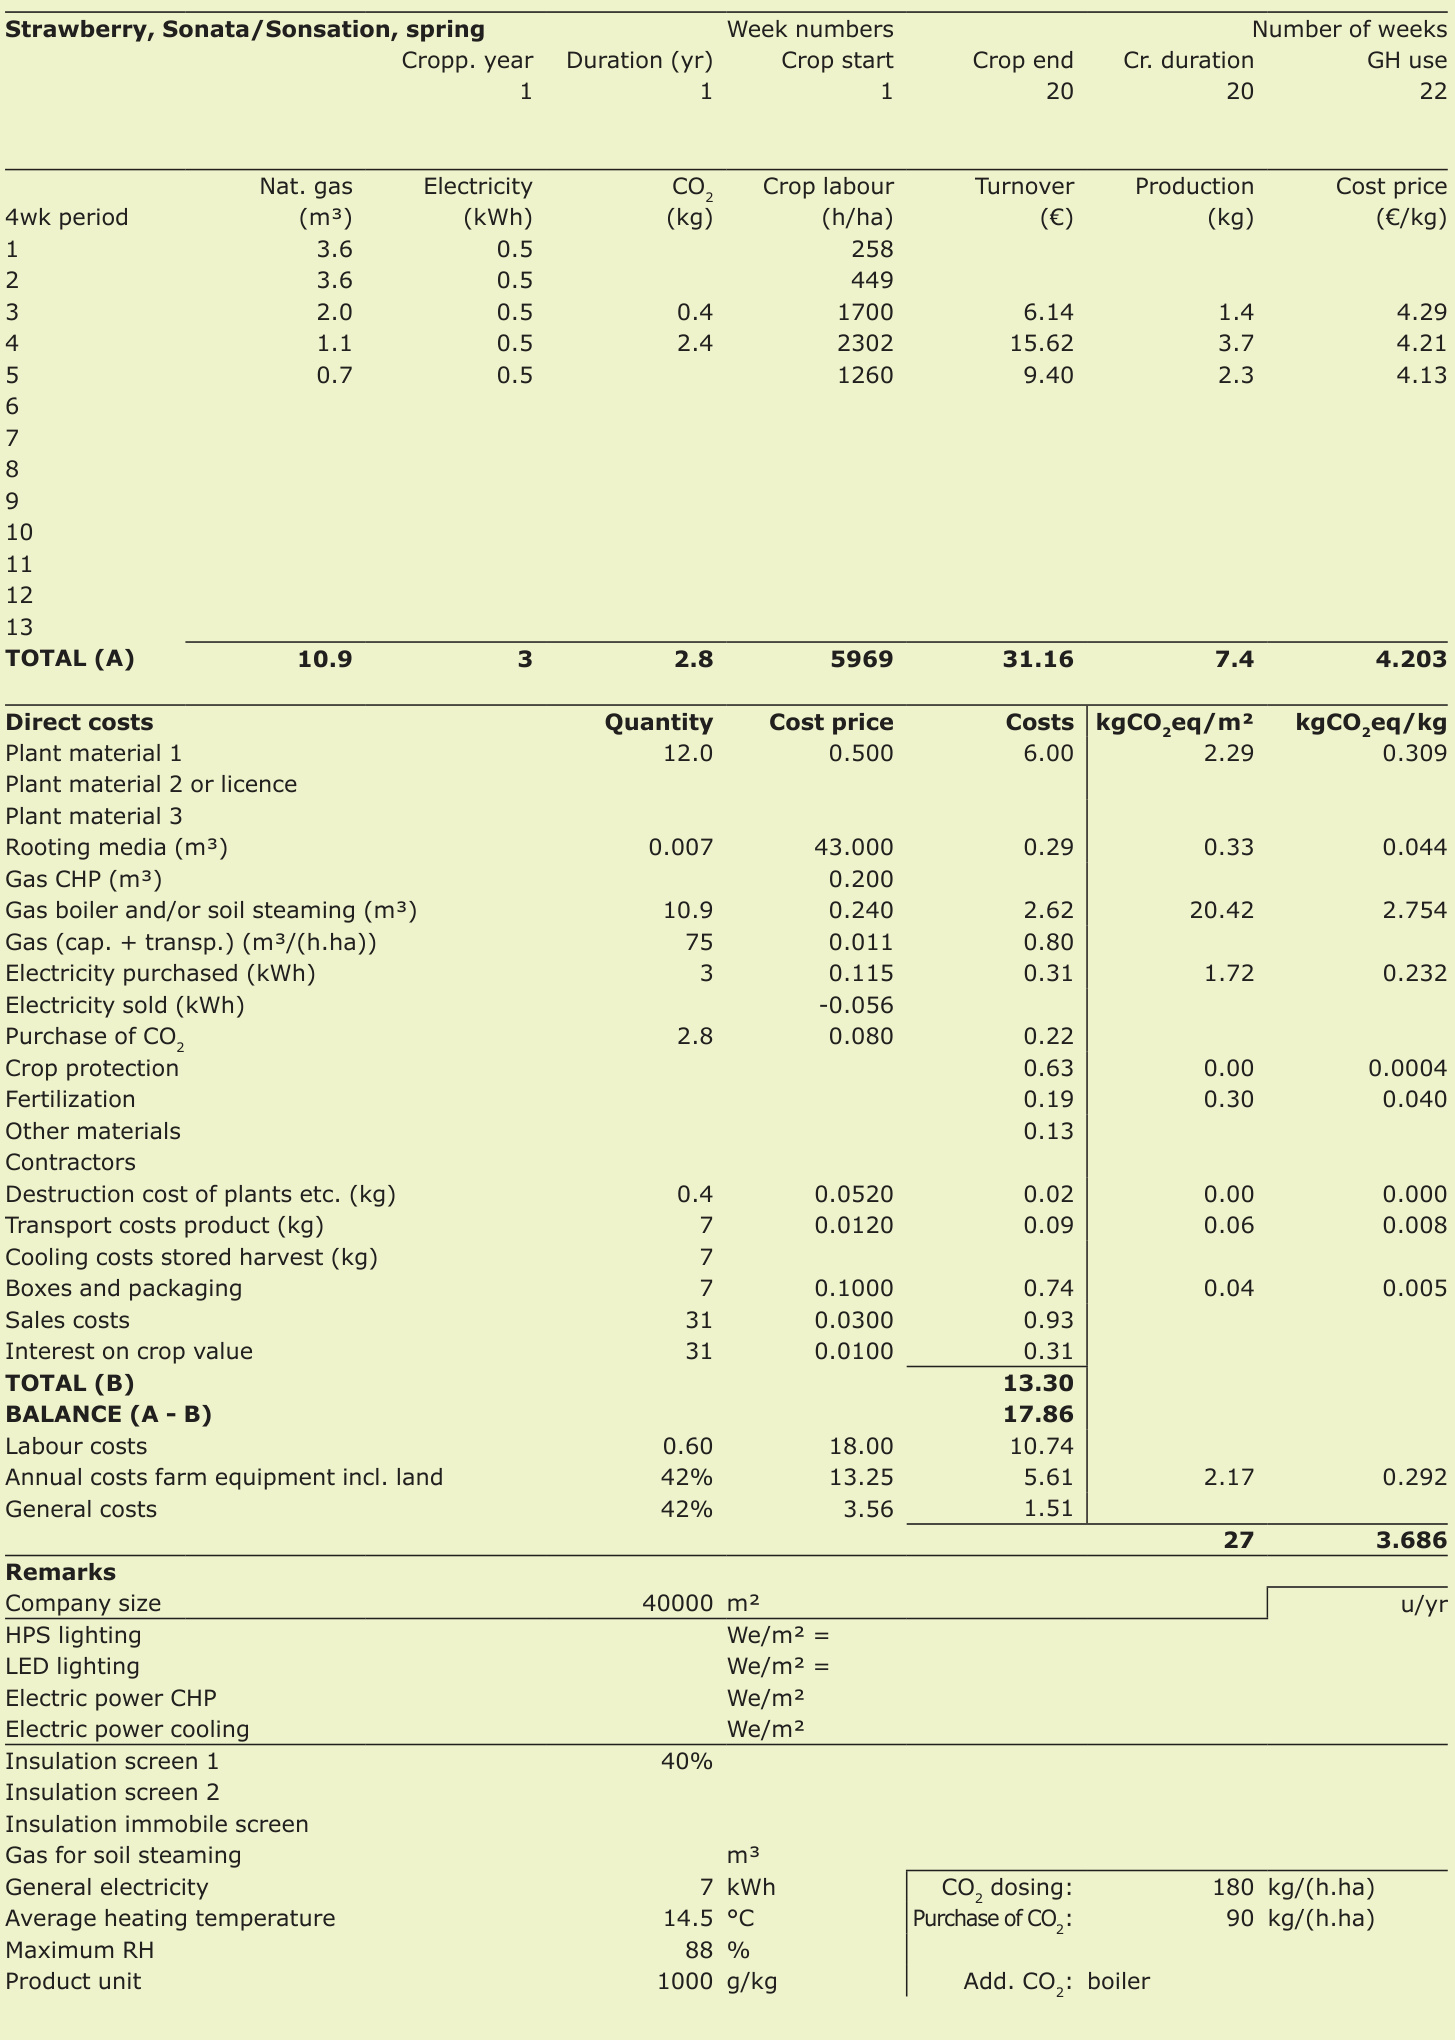 Strawberry, Sonata/Sonsation, spring Week numbers Number of weeks
Cropp. year Duration (yr) Crop start Crop end Cr. duration GH use
1 1 1 20 20 22
Nat. gas Electricity CO₂ Crop labour Turnover Production Cost price
4wk period (m³) (kWh) (kg) (h/ha) (€) (kg) (€/kg)
1 3.6 0.5 258
2 3.6 0.5 449
3 2.0 0.5 0.4 1700 6.14 1.4 4.29
4 1.1 0.5 2.4 2302 15.62 3.7 4.21
5 0.7 0.5 1260 9.40 2.3 4.13
6
7
8
9
10
11
12
13
TOTAL (A) 10.9 3 2.8 5969 31.16 7.4 4.203
Direct costs Quantity Cost price Costs kgCO₂eq/m² kgCO₂eq/kg
Plant material 1 12.0 0.500 6.00 2.29 0.309
Plant material 2 or licence
Plant material 3
Rooting media (m³) 0.007 43.000 0.29 0.33 0.044
Gas CHP (m³) 0.200
Gas boiler and/or soil steaming (m³) 10.9 0.240 2.62 20.42 2.754
Gas (cap. + transp.) (m³/(h.ha)) 75 0.011 0.80
Electricity purchased (kWh) 3 0.115 0.31 1.72 0.232
Electricity sold (kWh) -0.056
Purchase of CO₂ 2.8 0.080 0.22
Crop protection 0.63 0.00 0.0004
Fertilization 0.19 0.30 0.040
Other materials 0.13
Contractors
Destruction cost of plants etc. (kg) 0.4 0.0520 0.02 0.00 0.000
Transport costs product (kg) 7 0.0120 0.09 0.06 0.008
Cooling costs stored harvest (kg) 7
Boxes and packaging 7 0.1000 0.74 0.04 0.005
Sales costs 31 0.0300 0.93
Interest on crop value 31 0.0100 0.31
TOTAL (B) 13.30
BALANCE (A - B) 17.86
Labour costs 0.60 18.00 10.74
Annual costs farm equipment incl. land 42% 13.25 5.61 2.17 0.292
General costs 42% 3.56 1.51
27 3.686
Remarks
Company size 40000 m² u/yr
HPS lighting We/m² =
LED lighting We/m² =
Electric power CHP We/m²
Electric power cooling We/m²
Insulation screen 1 40%
Insulation screen 2
Insulation immobile screen
Gas for soil steaming m³
General electricity 7 kWh CO₂ dosing: 180 kg/(h.ha)
Average heating temperature 14.5 °C Purchase of CO₂: 90 kg/(h.ha)
Maximum RH 88 %
Product unit 1000 g/kg Add. CO₂: boiler